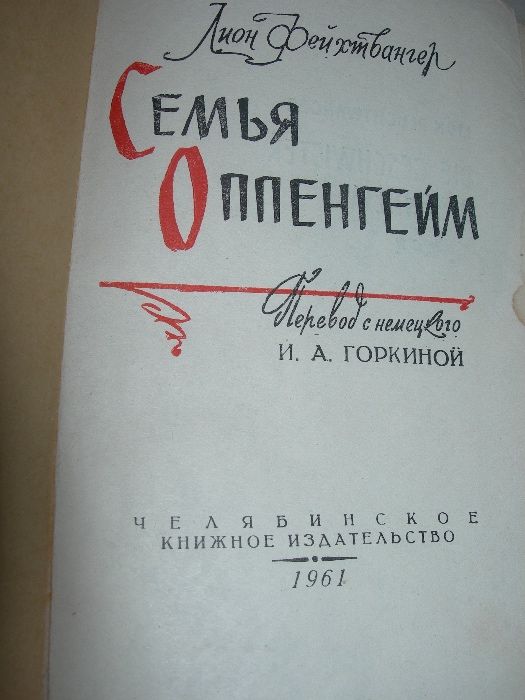 Лион Фейхтвангер
СЕМЬЯ
ОППЕНГЕЙМ
Перевод с немецкого
И. А. ГОРКИНОЙ
ЧЕЛЯБИНСКОЕ
КНИЖНОЕ ИЗДАТЕЛЬСТВО
1961